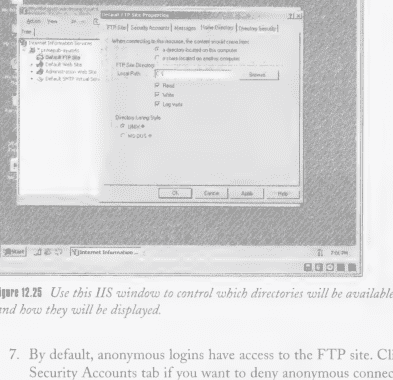 Default FTP Site Properties
Action View
Tree
FTP Site Security Accounts Messages Home Directory Directory Security
Internet Information Services
Default FTP Site
Default Web Site
Administration Web Site
Default SMTP Virtual Serv
When connecting to this resource, the content should come from:
a directory located on this computer
a share located on another computer
FTP Site Directory
Local Path:
Browse
Read
Write
Log visits
Directory Listing Style
UNIX ®
MS-DOS ®
OK Cancel Apply Help
Start Internet Information ...
igure 12.25 Use this IIS window to control which directories will be available
nd how they will be displayed.
7. By default, anonymous logins have access to the FTP site. Cli
Security Accounts tab if you want to deny anonymous connec